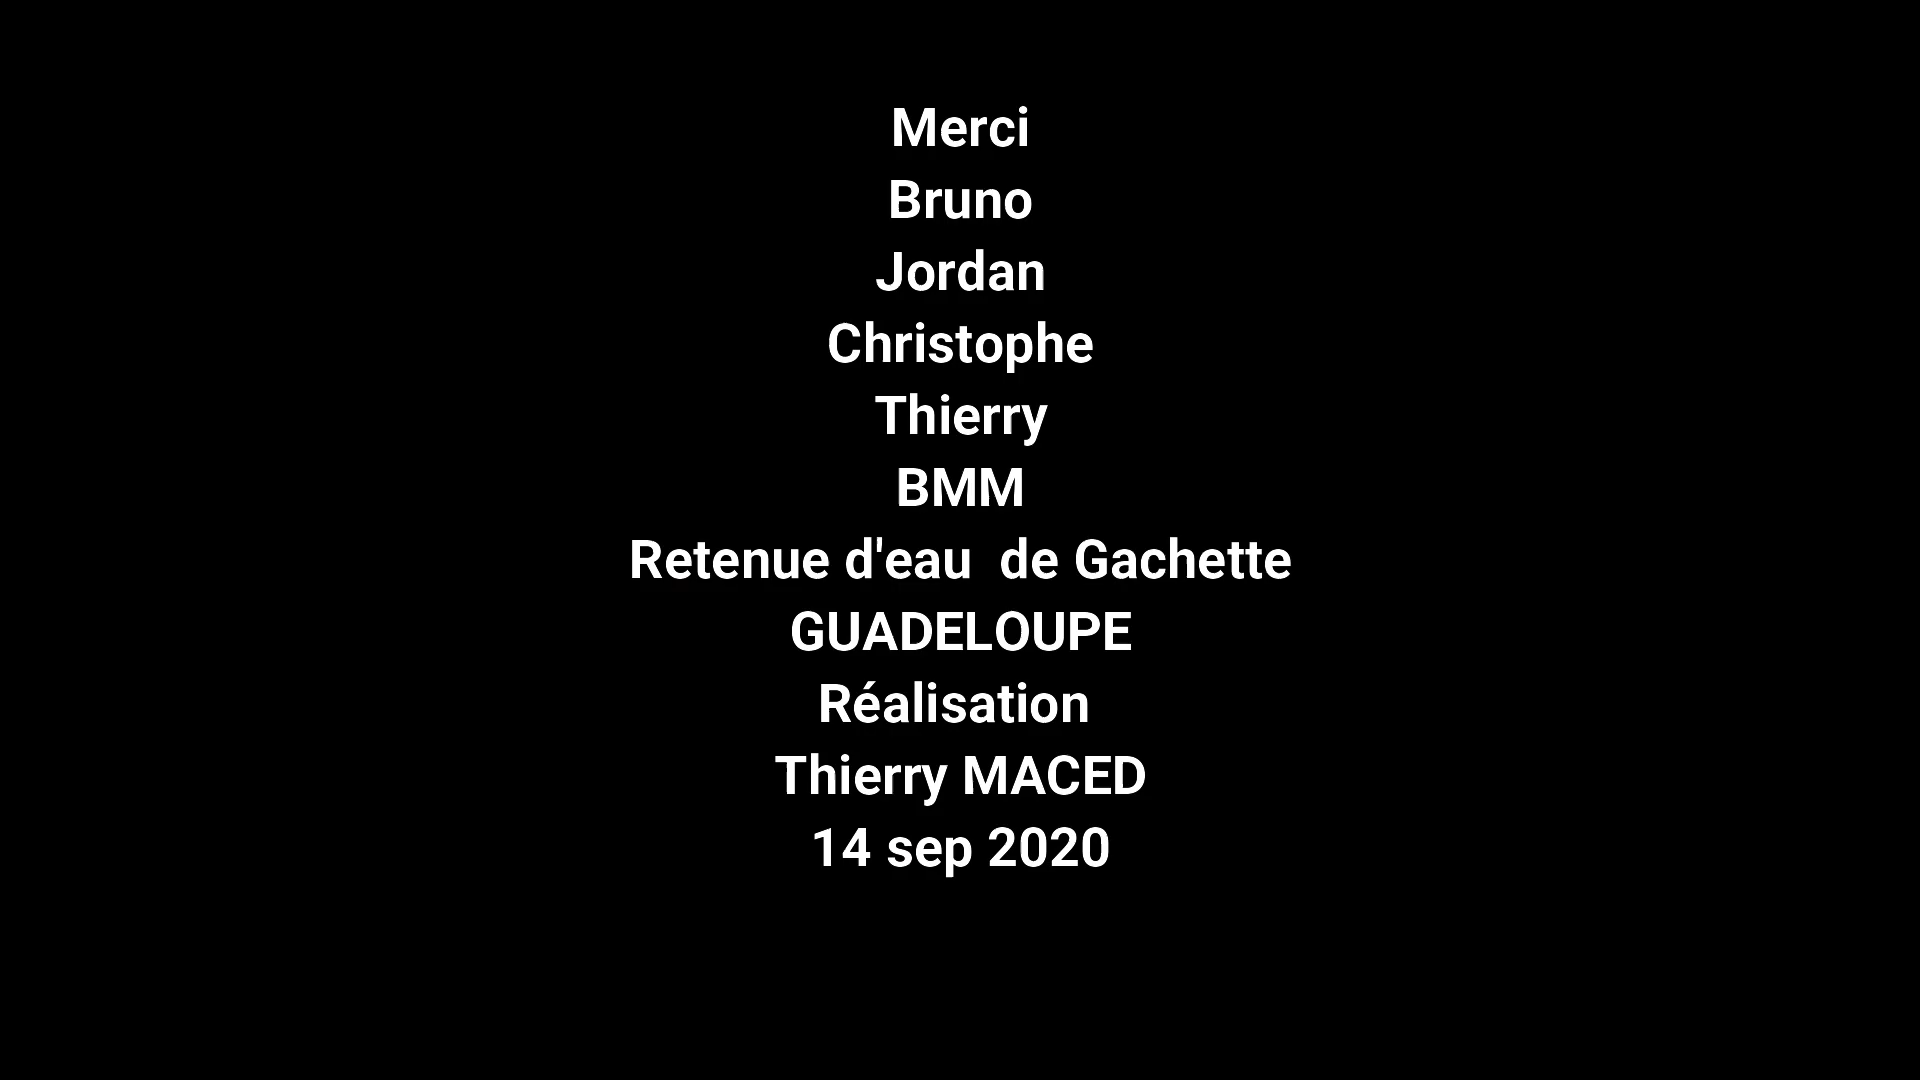 Merci
Bruno
Jordan
Christophe
Thierry
BMM
Retenue d'eau  de Gachette
GUADELOUPE
Réalisation
Thierry MACED
14 sep 2020